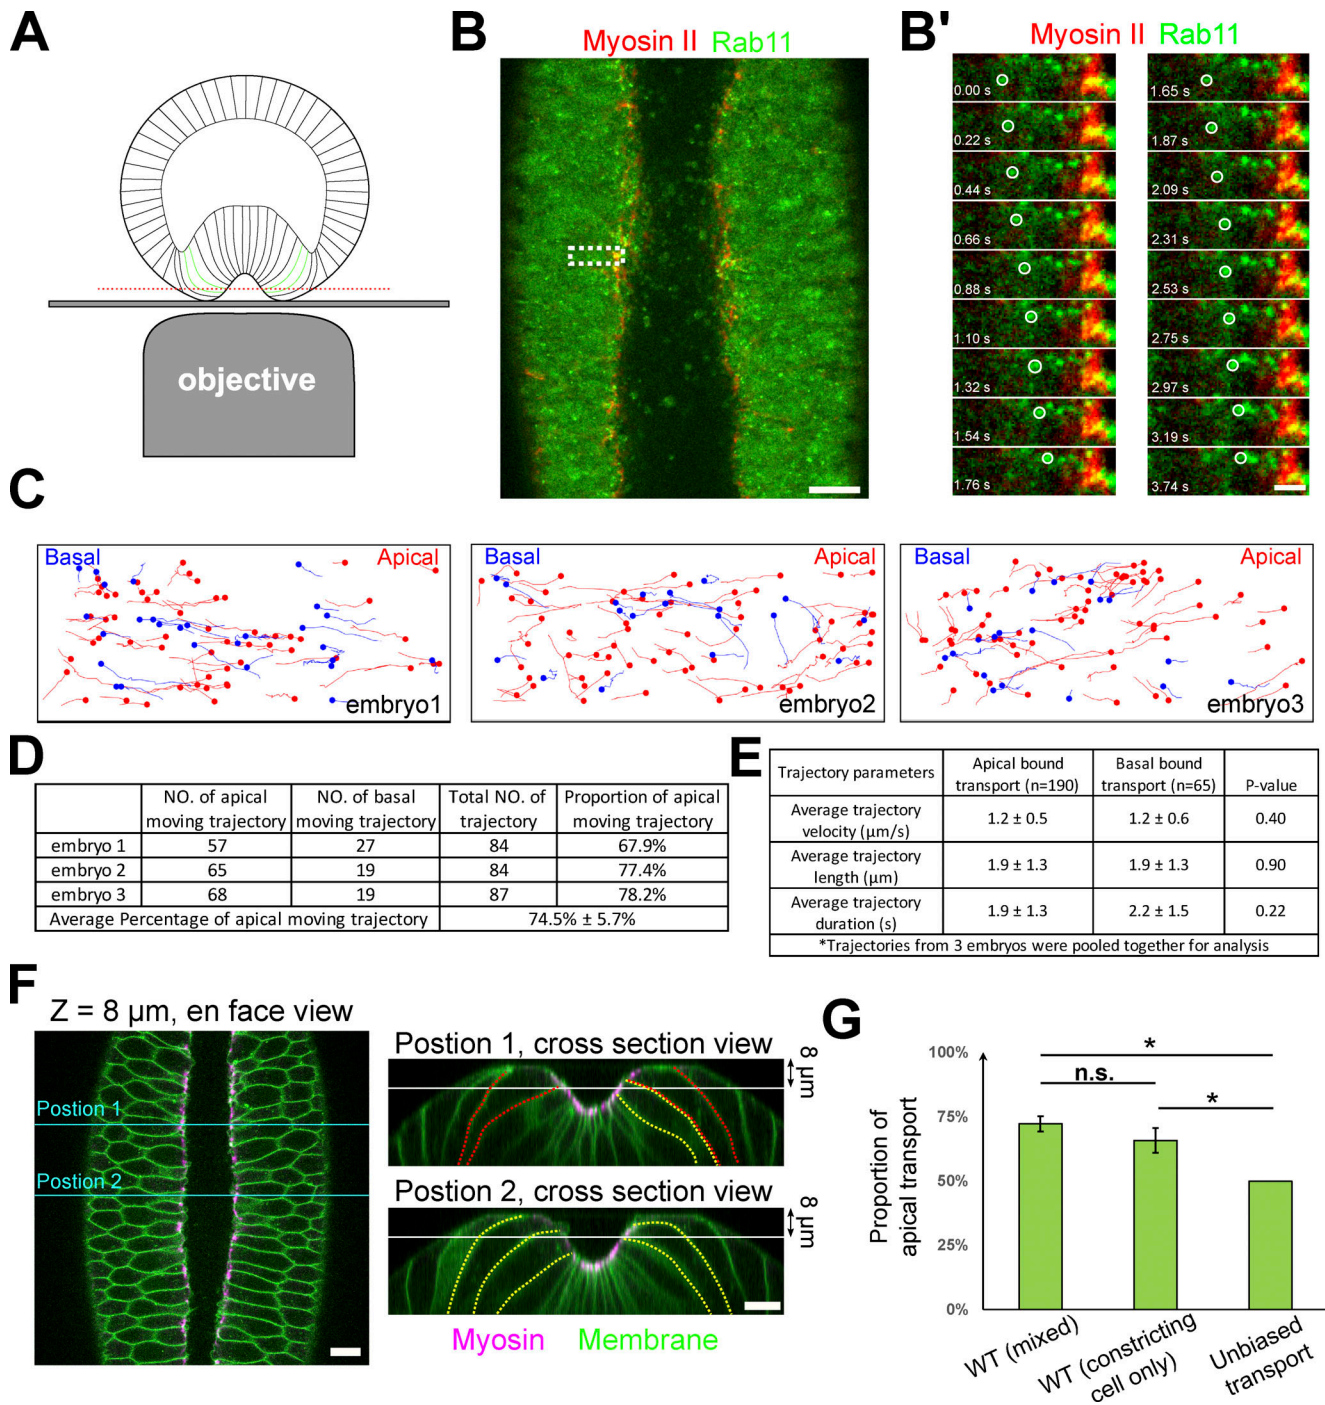 A
objective
B
Myosin II Rab11
B'
Myosin II Rab11
0.00 s
0.22 s
0.44 s
0.66 s
0.88 s
1.10 s
1.32 s
1.54 s
1.76 s
1.65 s
1.87 s
2.09 s
2.31 s
2.53 s
2.75 s
2.97 s
3.19 s
3.74 s
C
Basal Apical
embryo1
Basal Apical
embryo2
Basal Apical
embryo3
D
NO. of apical moving trajectory
NO. of basal moving trajectory
Total NO. of trajectory
Proportion of apical moving trajectory
embryo 1 57 27 84 67.9%
embryo 2 65 19 84 77.4%
embryo 3 68 19 87 78.2%
Average Percentage of apical moving trajectory 74.5% ± 5.7%
E
Trajectory parameters
Apical bound transport (n=190)
Basal bound transport (n=65)
P-value
Average trajectory velocity (µm/s) 1.2 ± 0.5 1.2 ± 0.6 0.40
Average trajectory length (µm) 1.9 ± 1.3 1.9 ± 1.3 0.90
Average trajectory duration (s) 1.9 ± 1.3 2.2 ± 1.5 0.22
*Trajectories from 3 embryos were pooled together for analysis
F
Z = 8 µm, en face view
Postion 1
Postion 2
Postion 1, cross section view
8 µm
Postion 2, cross section view
8 µm
Myosin Membrane
G
Proportion of
apical transport
100%
75%
50%
25%
0%
*
n.s.
*
WT (mixed)
WT (constricting
cell only)
Unbiased
transport